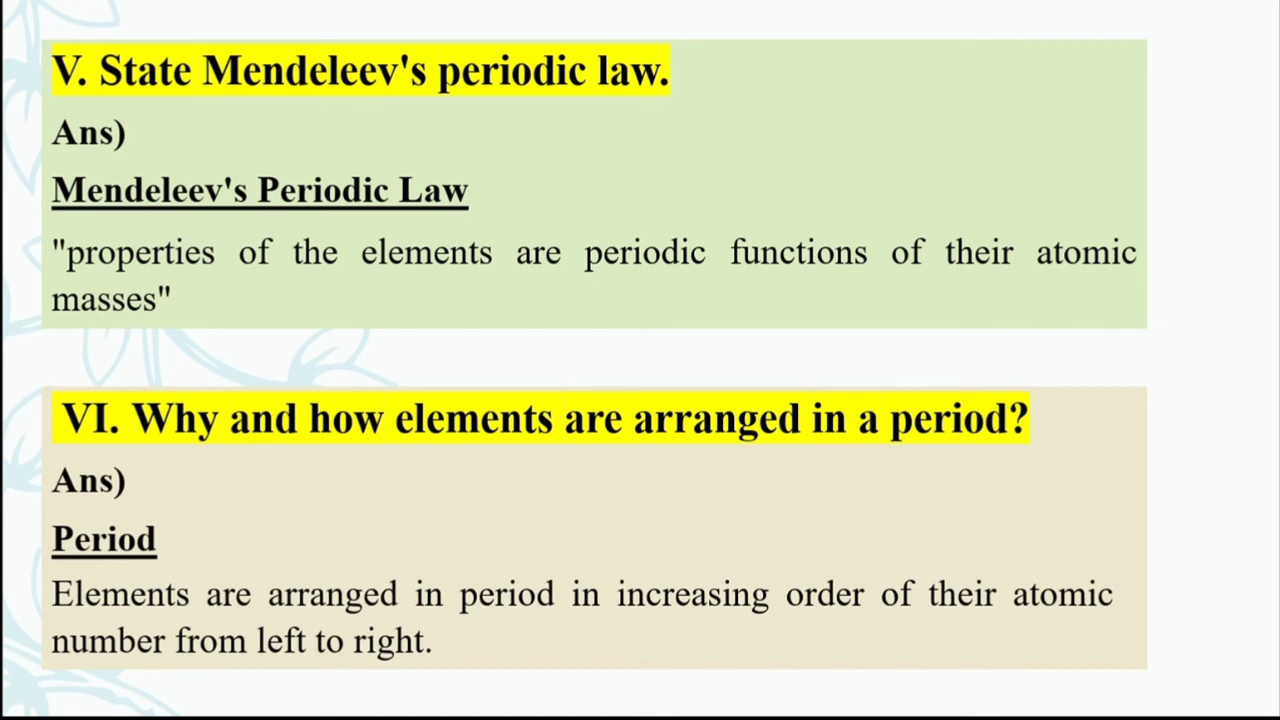 V. State Mendeleev's periodic law.
Ans)
Mendeleev's Periodic Law
"properties of the elements are periodic functions of their atomic
masses"
VI. Why and how elements are arranged in a period?
Ans)
Period
Elements are arranged in period in increasing order of their atomic
number from left to right.